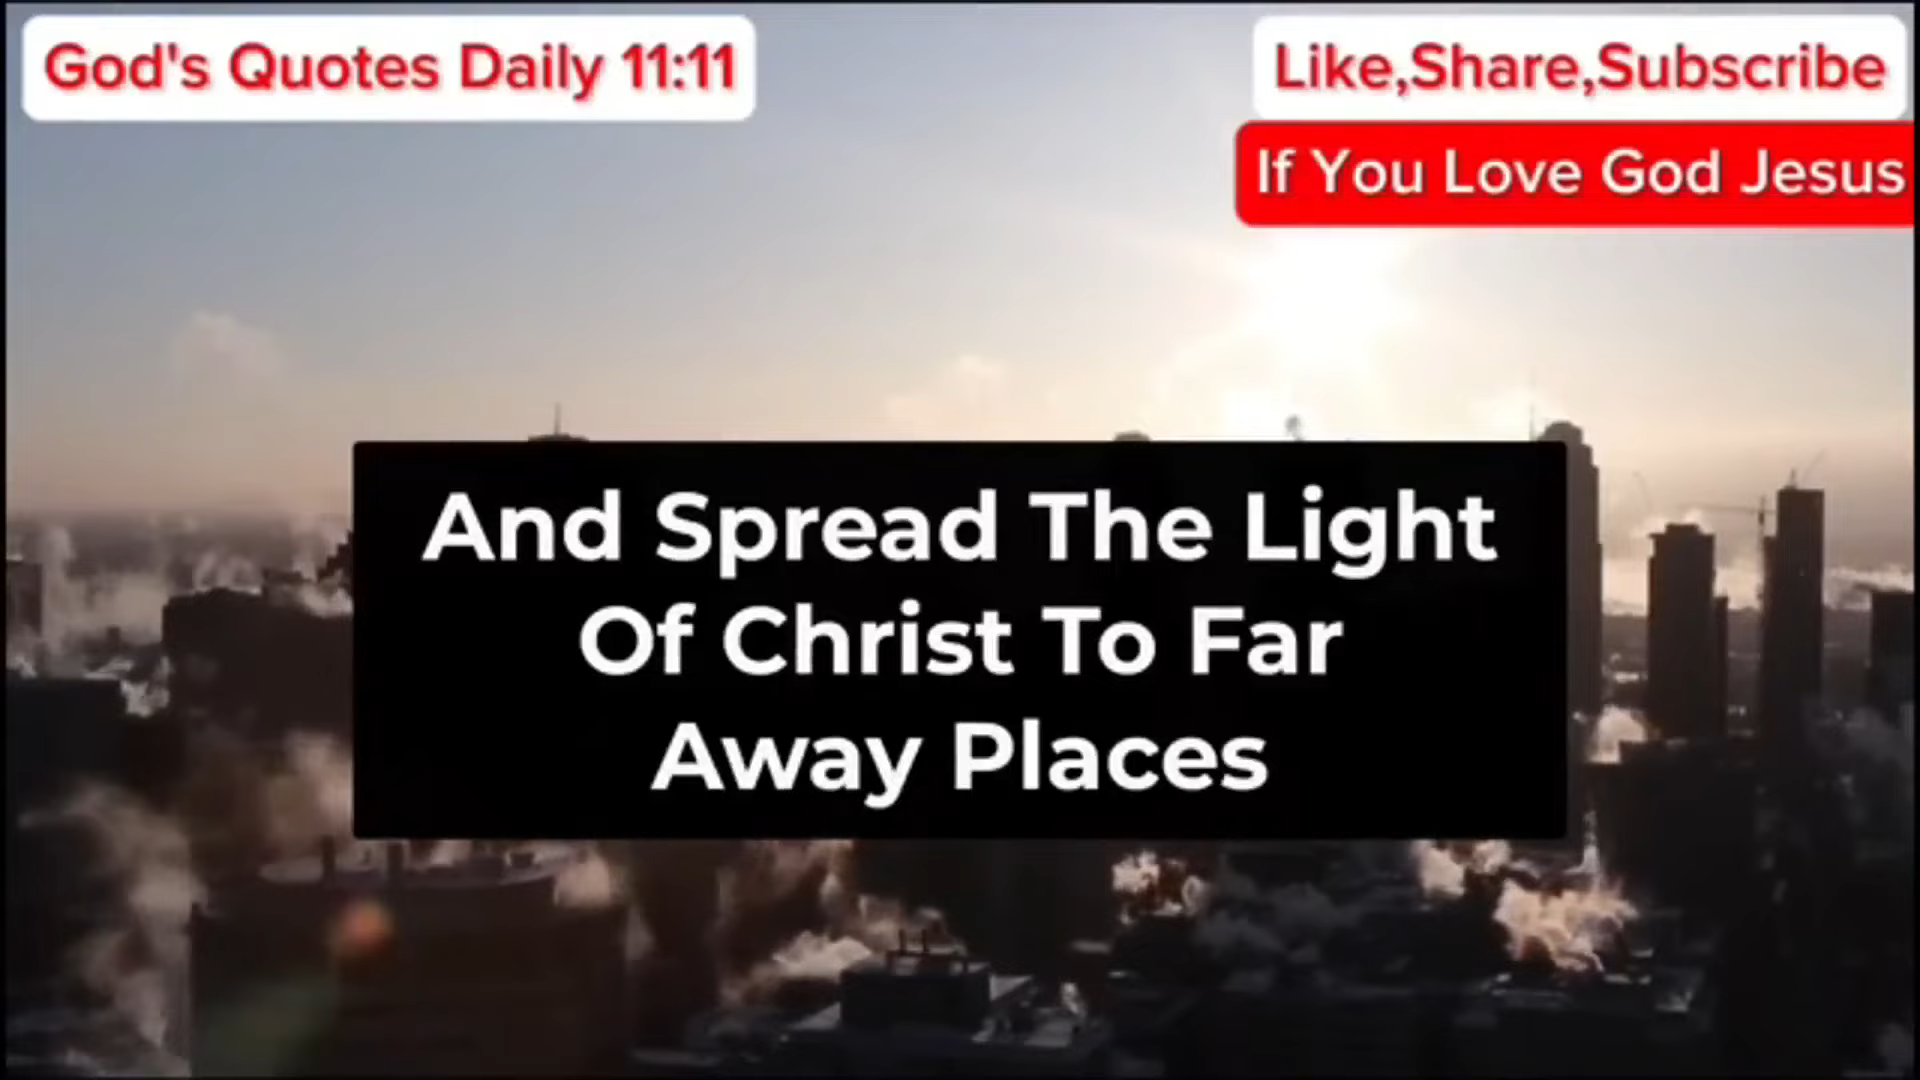 God's Quotes Daily 11:11
Like,Share,Subscribe
If You Love God Jesus
And Spread The Light
Of Christ To Far
Away Places